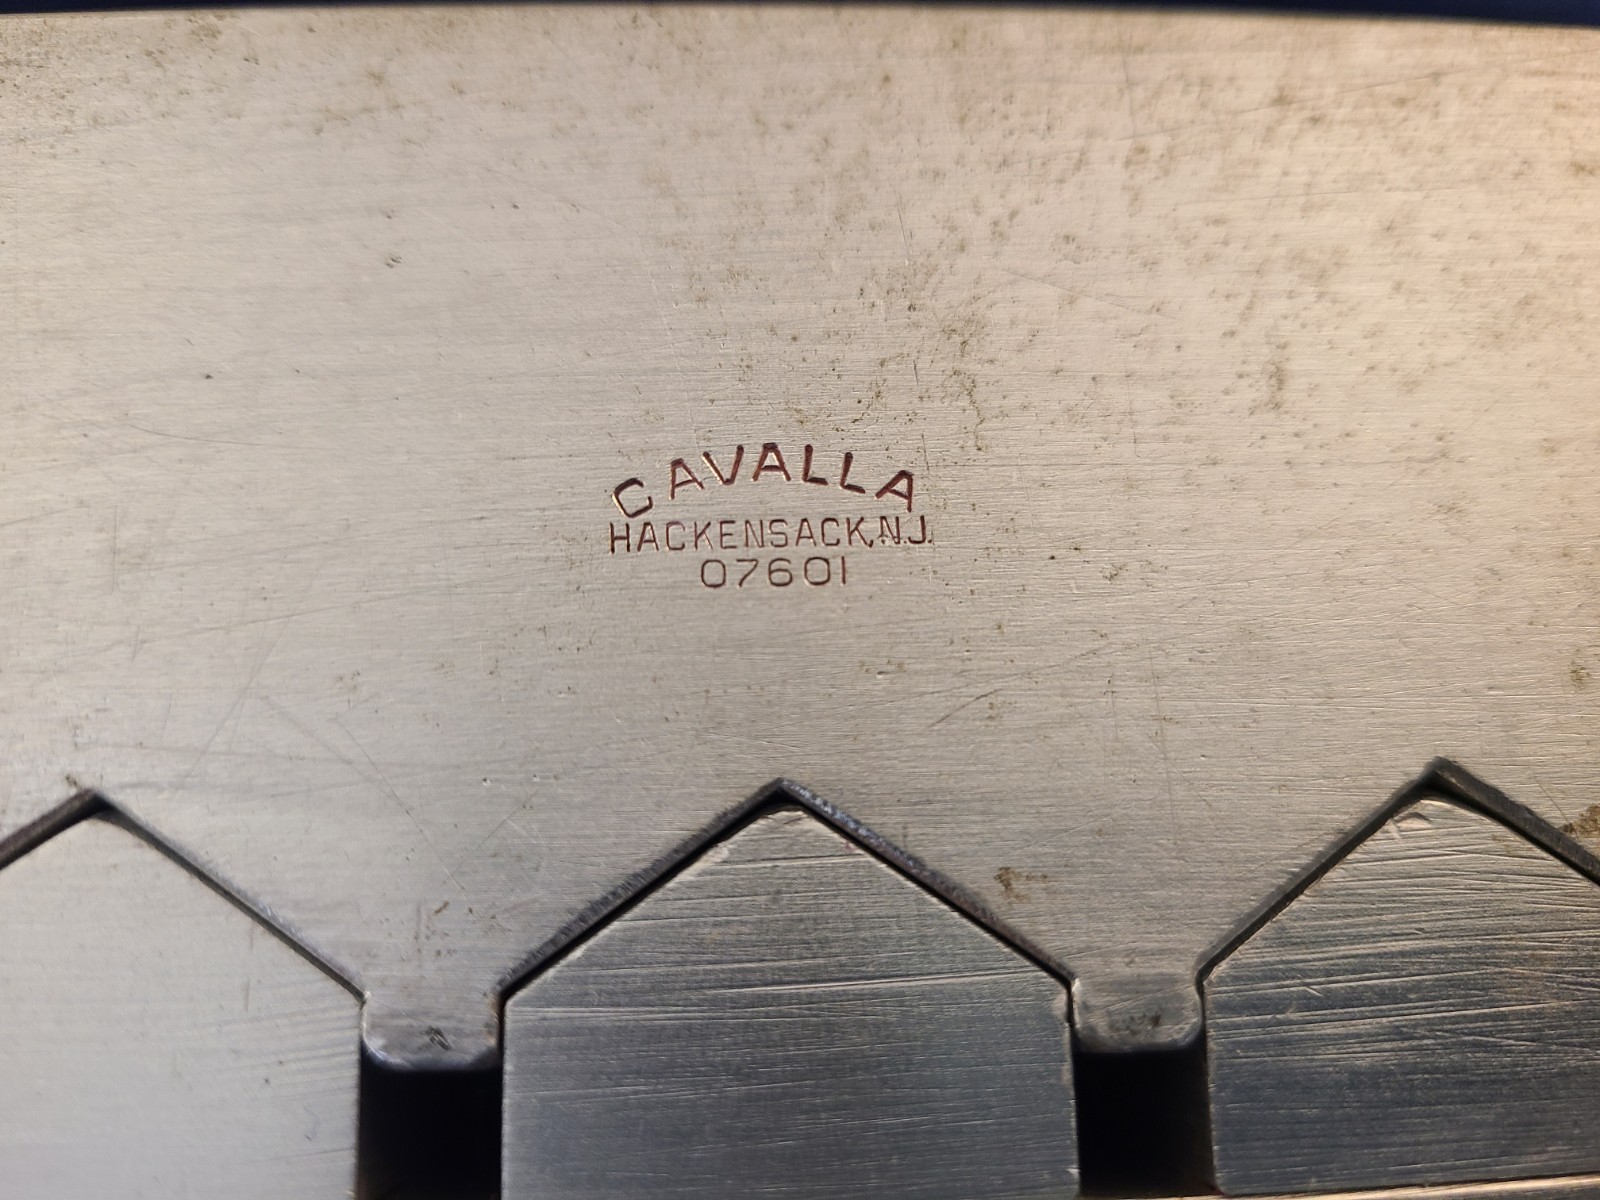 CAVALLA
HACKENSACK, N.J.
07601